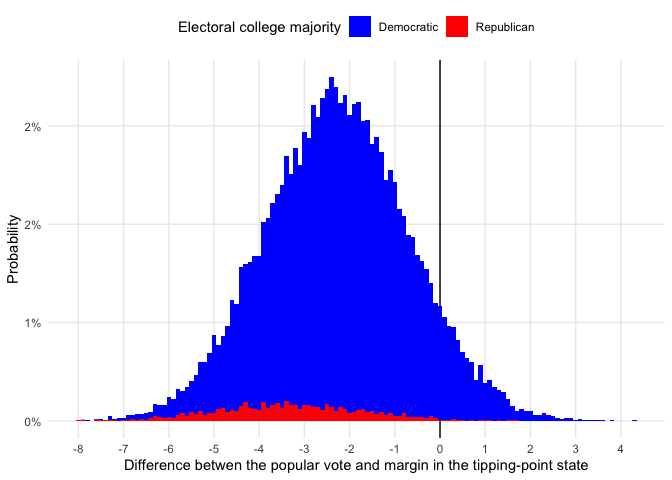 Electoral college majority Democratic Republican
Probability
2%
2%
1%
0%
-8 -7 -6 -5 -4 -3 -2 -1 0 1 2 3 4
Difference betwen the popular vote and margin in the tipping-point state